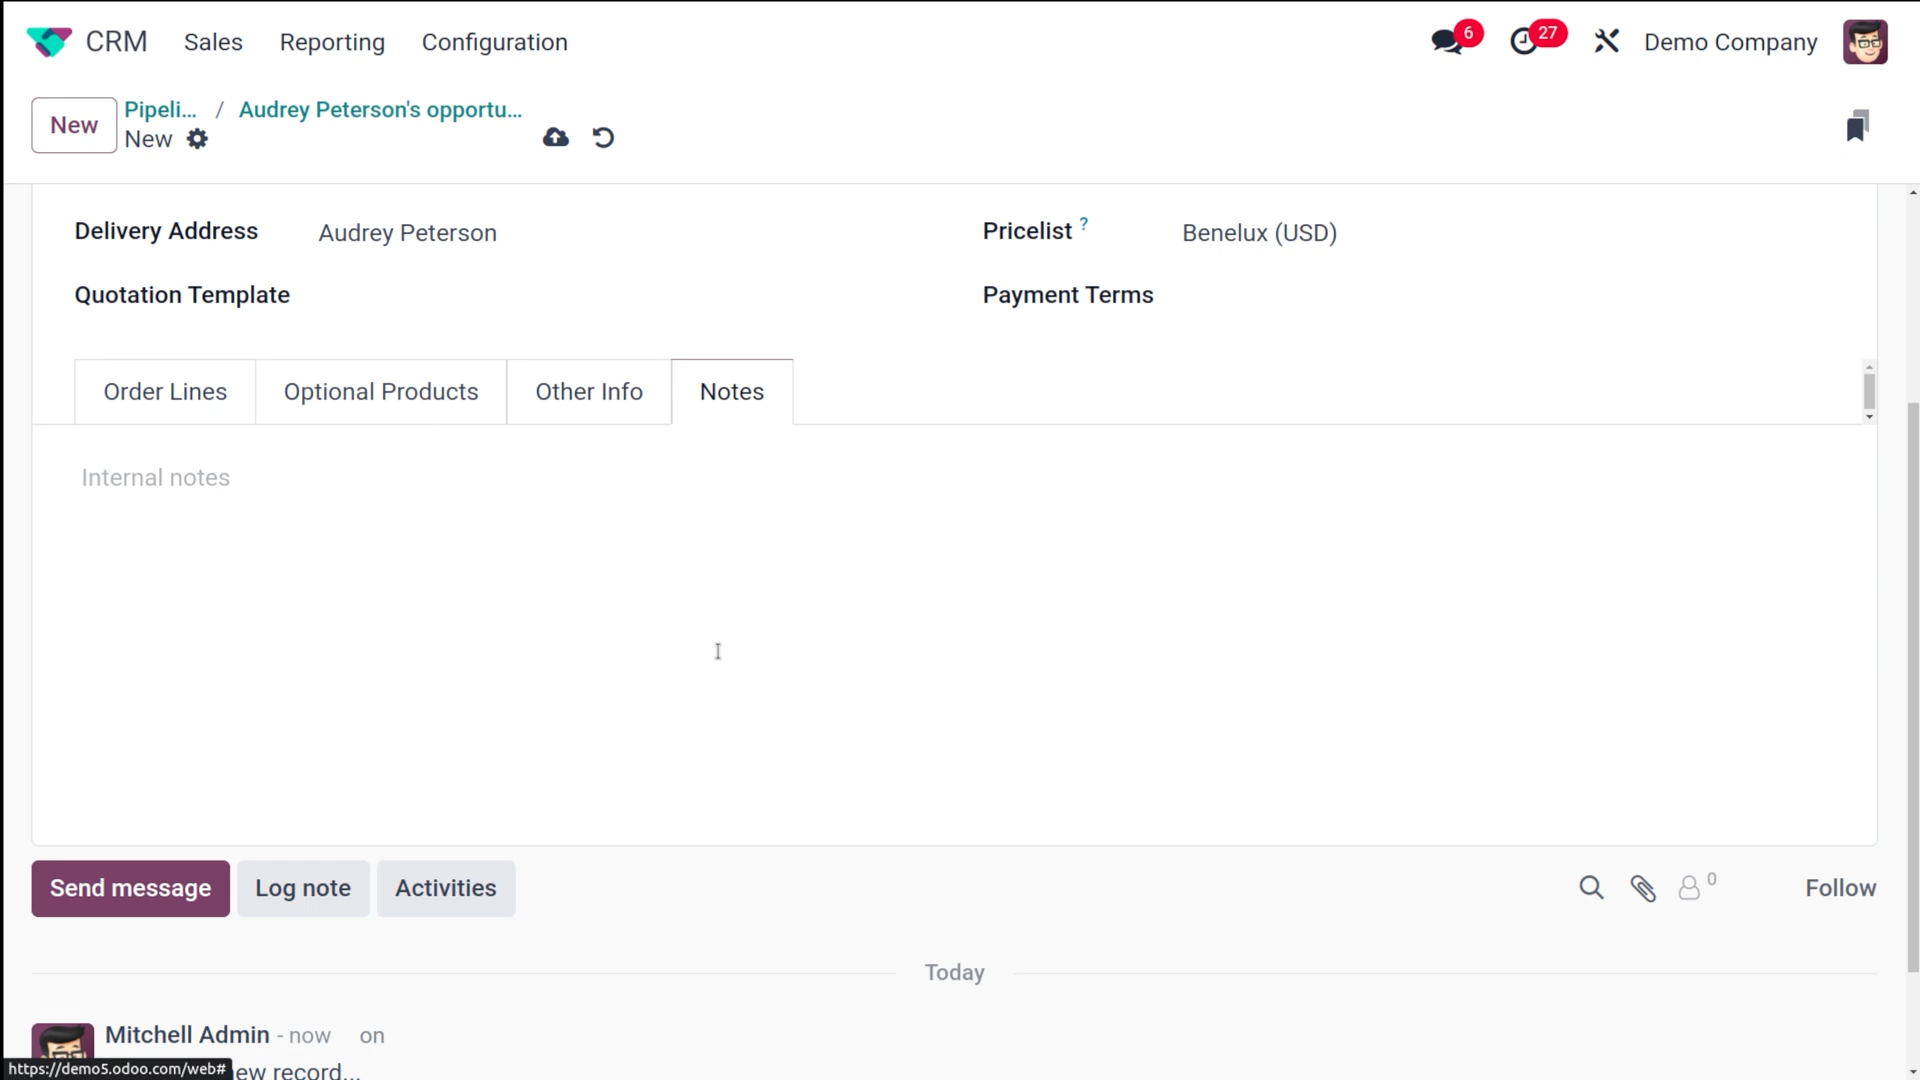 CRM Sales Reporting Configuration 6 27 Demo Company
New Pipeli... / Audrey Peterson's opportu...
New
Delivery Address Audrey Peterson Pricelist ? Benelux (USD)
Quotation Template Payment Terms
Order Lines Optional Products Other Info Notes
Internal notes
Send message Log note Activities 0 Follow
Today
Mitchell Admin - now on
https://demo5.odoo.com/web# ew record...